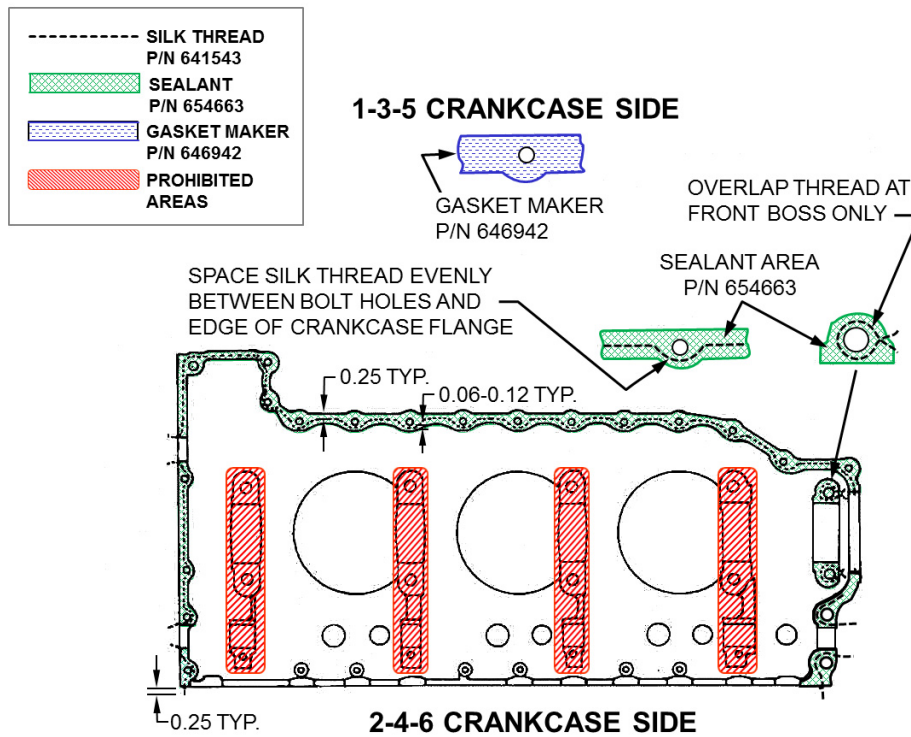 SILK THREAD
P/N 641543
SEALANT
P/N 654663
GASKET MAKER
P/N 646942
PROHIBITED
AREAS
1-3-5 CRANKCASE SIDE
GASKET MAKER
P/N 646942
OVERLAP THREAD AT
FRONT BOSS ONLY
SEALANT AREA
P/N 654663
SPACE SILK THREAD EVENLY
BETWEEN BOLT HOLES AND
EDGE OF CRANKCASE FLANGE
0.25 TYP.
0.06-0.12 TYP.
0.25 TYP.
2-4-6 CRANKCASE SIDE